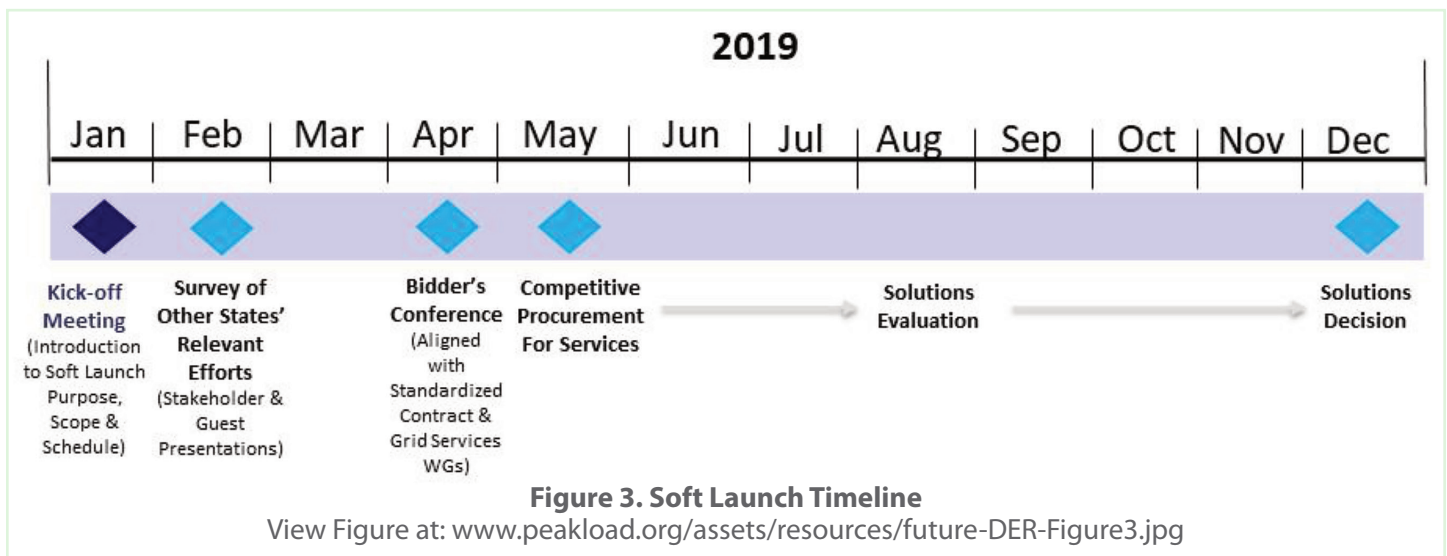 2019
Jan Feb Mar Apr May Jun Jul Aug Sep Oct Nov Dec
Kick-off
Meeting
(Introduction
to Soft Launch
Purpose,
Scope &
Schedule)
Survey of
Other States’
Relevant
Efforts
(Stakeholder &
Guest
Presentations)
Bidder’s
Conference
(Aligned
with
Standardized
Contract &
Grid Services
WGs)
Competitive
Procurement
For Services
Solutions
Evaluation
Solutions
Decision
Figure 3. Soft Launch Timeline
View Figure at: www.peakload.org/assets/resources/future-DER-Figure3.jpg